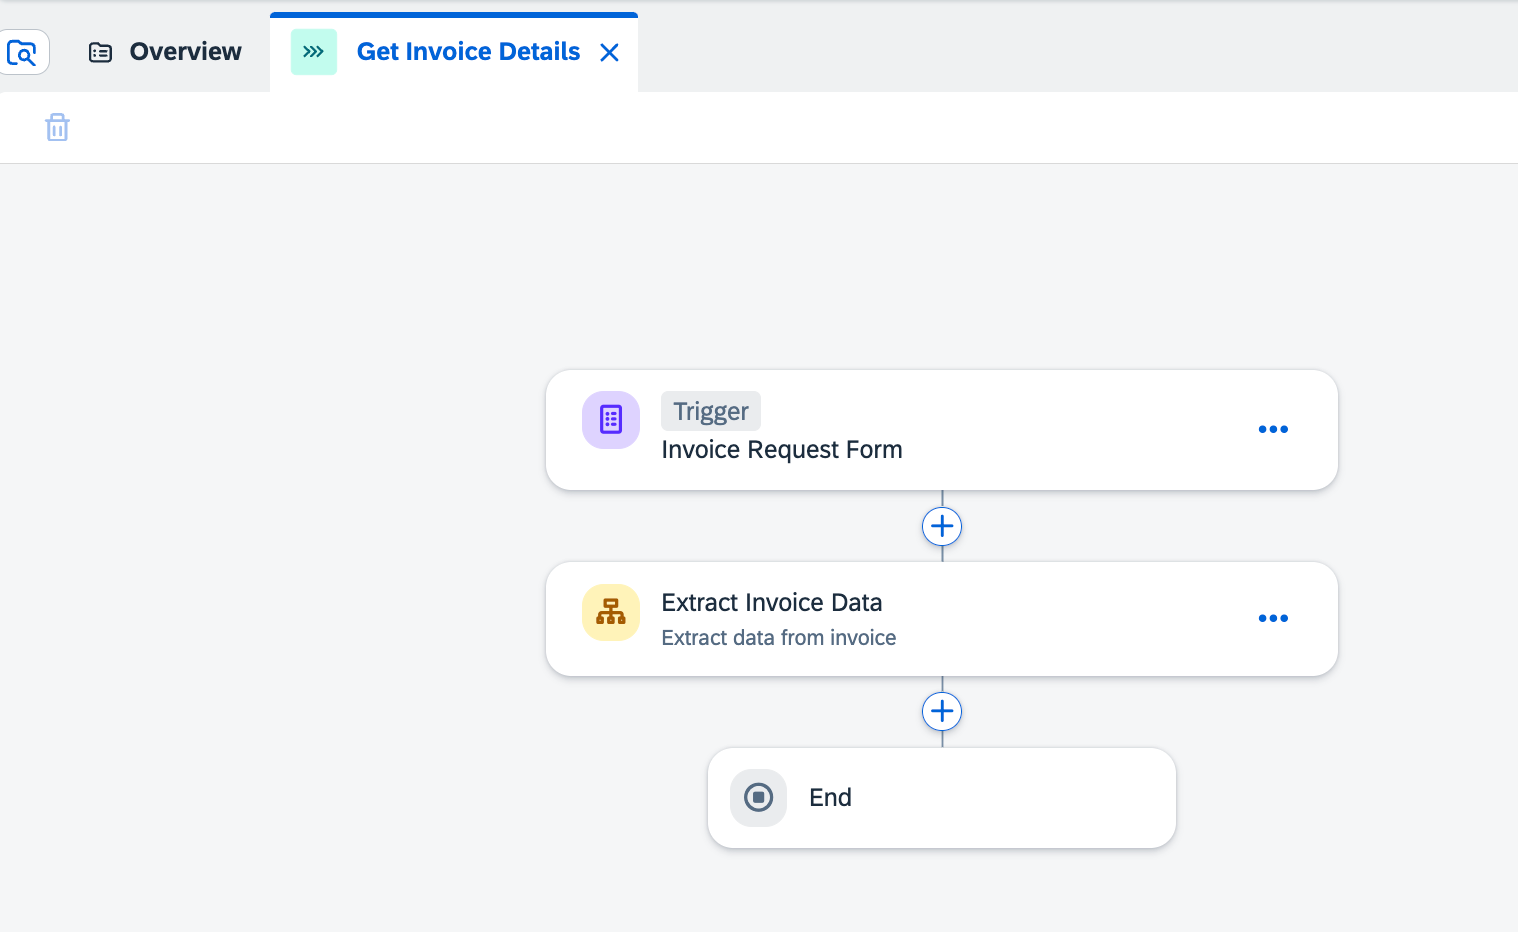 Overview
Get Invoice Details
Trigger
Invoice Request Form
Extract Invoice Data
Extract data from invoice
End